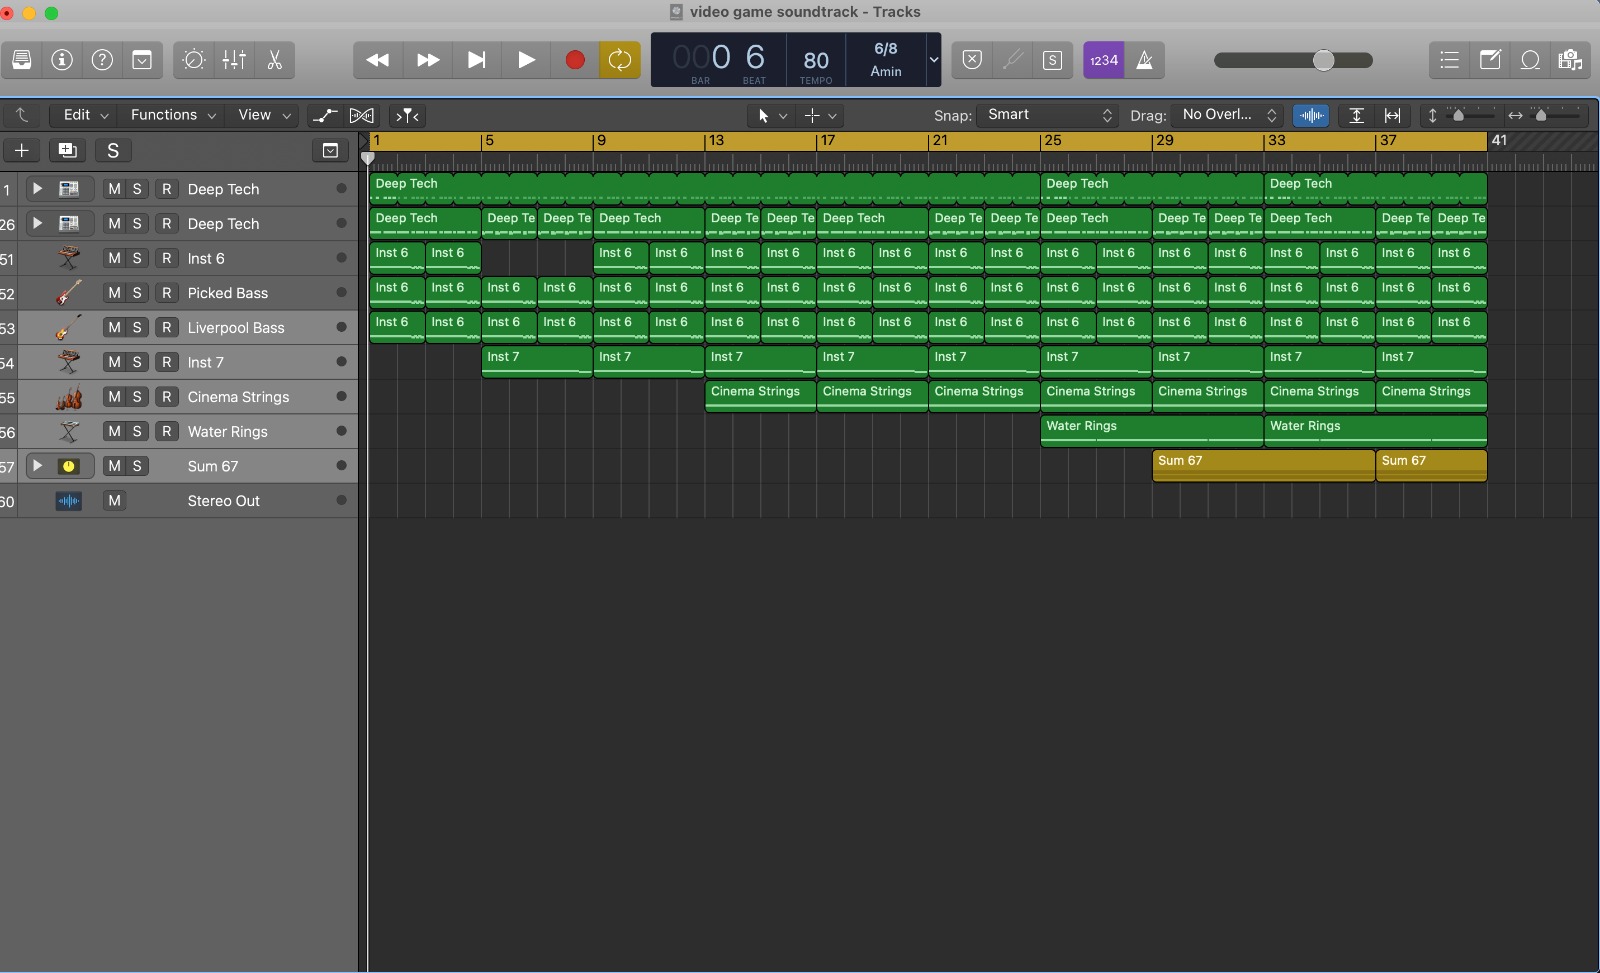 video game soundtrack - Tracks
000 6 80 6/8 1234
BAR BEAT TEMPO Amin
Edit Functions View Snap: Smart Drag: No Overl...
S 1 5 9 13 17 21 25 29 33 37 41
1 M S R Deep Tech Deep Tech Deep Tech Deep Tech
26 M S R Deep Tech Deep Tech Deep Te Deep Te Deep Tech Deep Te Deep Te Deep Tech Deep Te Deep Te Deep Tech Deep Te Deep Te Deep Tech Deep Te Deep Te
51 M S R Inst 6 Inst 6 Inst 6 Inst 6 Inst 6 Inst 6 Inst 6 Inst 6 Inst 6 Inst 6 Inst 6 Inst 6 Inst 6 Inst 6 Inst 6 Inst 6 Inst 6 Inst 6 Inst 6
52 M S R Picked Bass Inst 6 Inst 6 Inst 6 Inst 6 Inst 6 Inst 6 Inst 6 Inst 6 Inst 6 Inst 6 Inst 6 Inst 6 Inst 6 Inst 6 Inst 6 Inst 6 Inst 6 Inst 6 Inst 6 Inst 6
53 M S R Liverpool Bass Inst 6 Inst 6 Inst 6 Inst 6 Inst 6 Inst 6 Inst 6 Inst 6 Inst 6 Inst 6 Inst 6 Inst 6 Inst 6 Inst 6 Inst 6 Inst 6 Inst 6 Inst 6 Inst 6 Inst 6
54 M S R Inst 7 Inst 7 Inst 7 Inst 7 Inst 7 Inst 7 Inst 7 Inst 7 Inst 7 Inst 7
55 M S R Cinema Strings Cinema Strings Cinema Strings Cinema Strings Cinema Strings Cinema Strings Cinema Strings Cinema Strings
56 M S R Water Rings Water Rings Water Rings
57 M S Sum 67 Sum 67 Sum 67
60 M Stereo Out